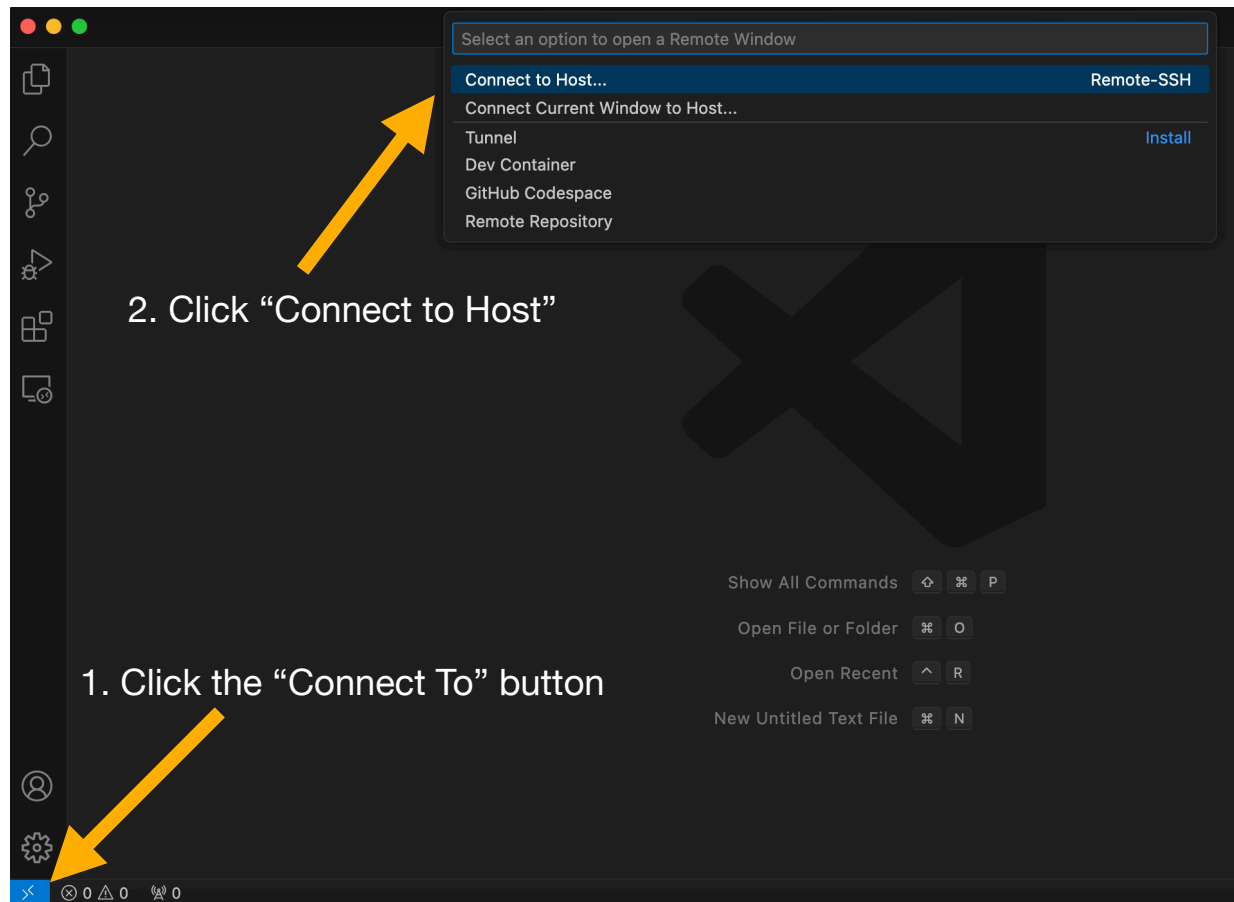 Select an option to open a Remote Window
Connect to Host... Remote-SSH
Connect Current Window to Host...
Tunnel Install
Dev Container
GitHub Codespace
Remote Repository
2. Click “Connect to Host”
Show All Commands ⇧ ⌘ P
Open File or Folder ⌘ O
1. Click the “Connect To” button
Open Recent ^ R
New Untitled Text File ⌘ N
0 0 0